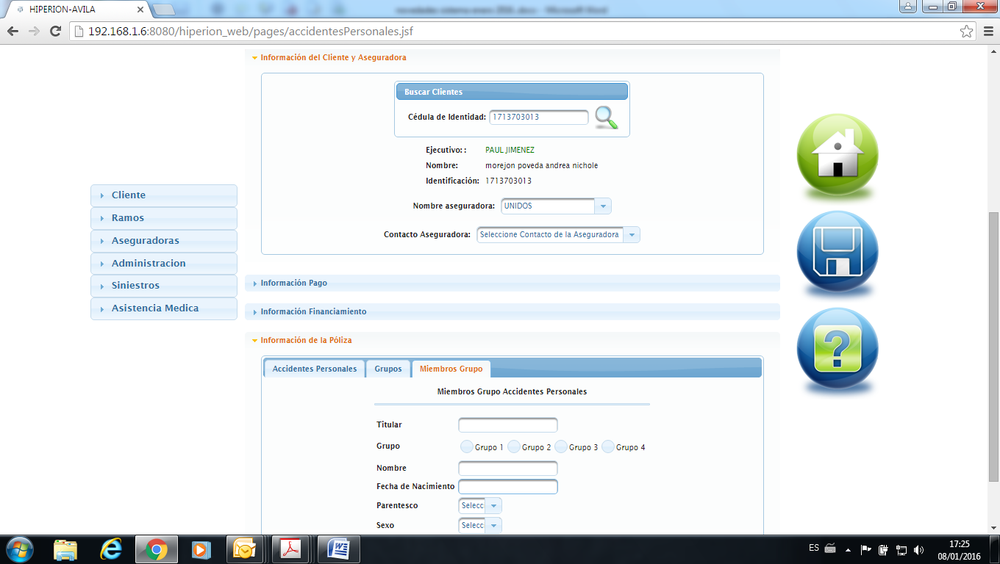 HIPERION-AVILA
novedades sistema enero 2016 .docx - Microsoft Word
192.168.1.6:8080/hiperion_web/pages/accidentesPersonales.jsf
Información del Cliente y Aseguradora
Buscar Clientes
Cédula de Identidad: 1713703013
Ejecutivo: : PAUL JIMENEZ
Nombre: morejon poveda andrea nichole
Identificación: 1713703013
Nombre aseguradora: UNIDOS
Contacto Aseguradora: Seleccione Contacto de la Aseguradora
Cliente
Ramos
Aseguradoras
Administracion
Siniestros
Asistencia Medica
Información Pago
Información Financiamiento
Información de la Póliza
Accidentes Personales Grupos Miembros Grupo
Miembros Grupo Accidentes Personales
Titular
Grupo Grupo 1 Grupo 2 Grupo 3 Grupo 4
Nombre
Fecha de Nacimiento
Parentesco Selecc
Sexo Selecc
ES 17:25
08/01/2016